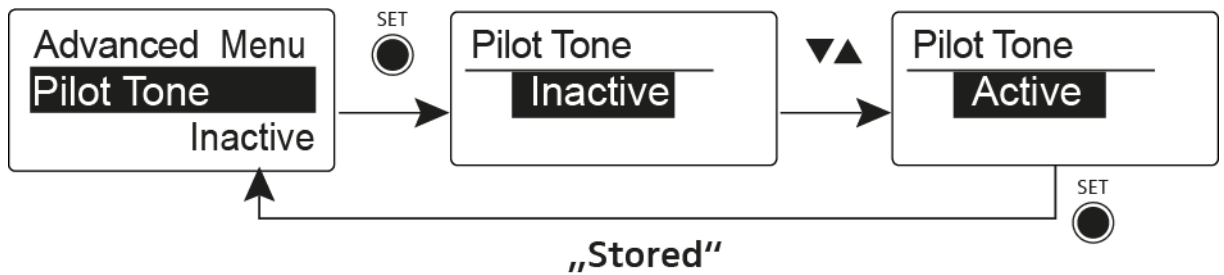 Advanced Menu
Pilot Tone
Inactive
SET
Pilot Tone
Inactive
Pilot Tone
Active
SET
„Stored“